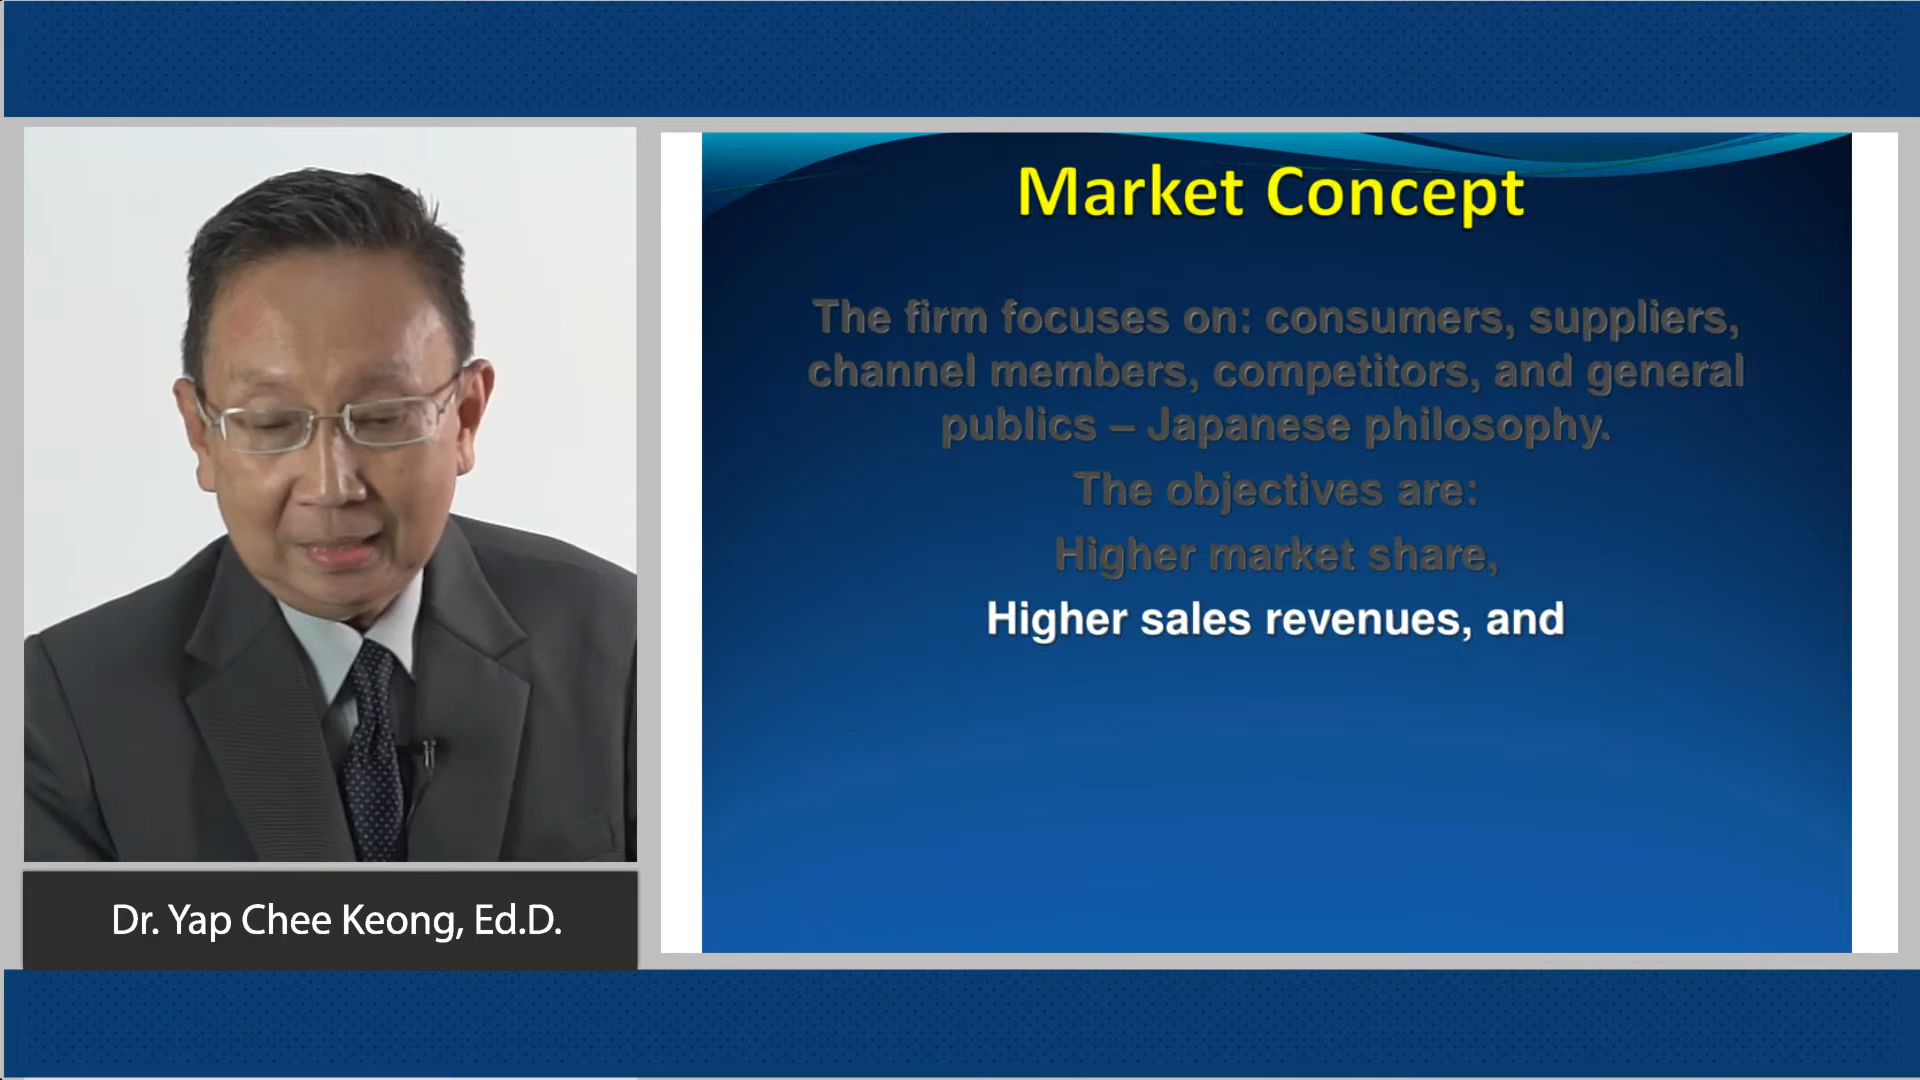 Market Concept
The firm focuses on: consumers, suppliers,
channel members, competitors, and general
publics – Japanese philosophy.
The objectives are:
Higher market share,
Higher sales revenues, and
Dr. Yap Chee Keong, Ed.D.